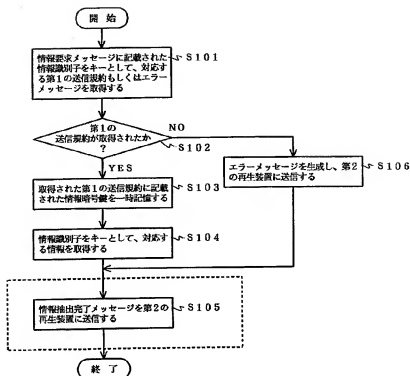 開 始
情報要求メッセージに記載された
情報識別子をキーとして、対応す
る第1の送信規約もしくはエラー
メッセージを取得する
S101
第1の
送信規約が取得されたか
?
S102
NO
YES
取得された第1の送信規約に記載
された情報暗号鍵を一時記憶する
S103
エラーメッセージを生成し、第2
の再生装置に送信する
S106
情報識別子をキーとして、対応す
る情報を取得する
S104
情報抽出完了メッセージを第2の
再生装置に送信する
S105
終 了